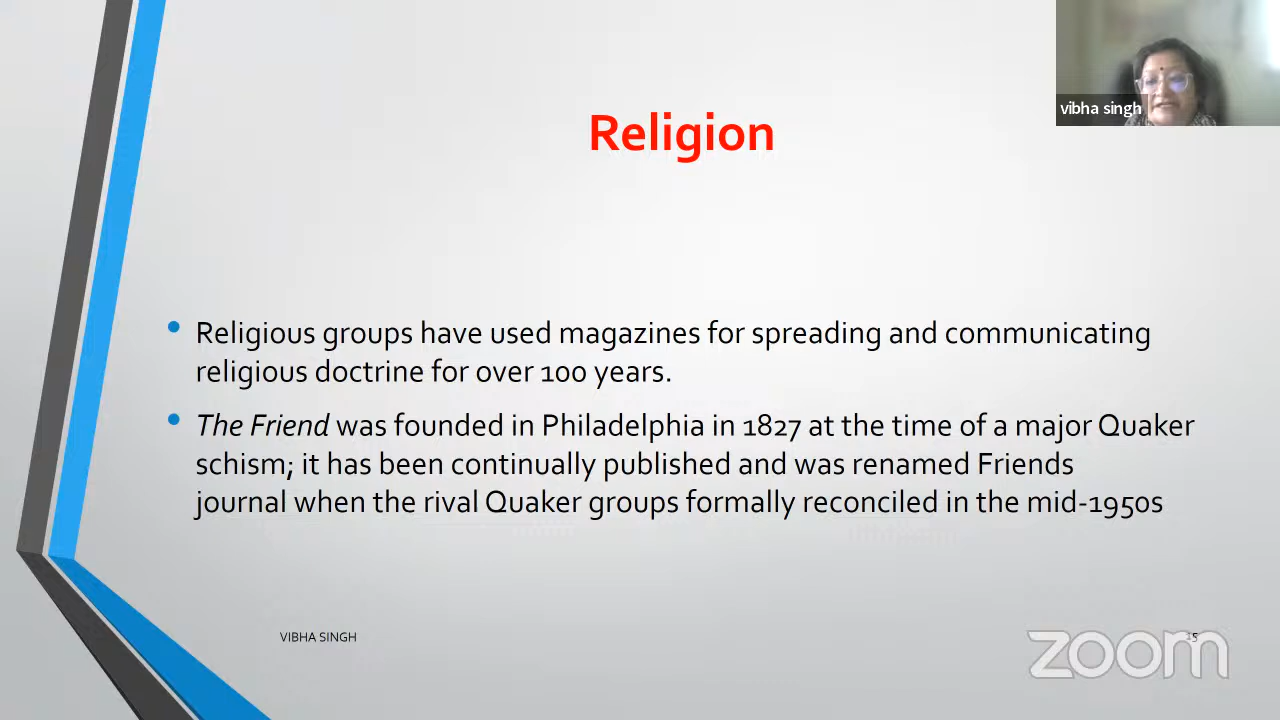 vibha singh
Religion
• Religious groups have used magazines for spreading and communicating
religious doctrine for over 100 years.
• The Friend was founded in Philadelphia in 1827 at the time of a major Quaker
schism; it has been continually published and was renamed Friends
journal when the rival Quaker groups formally reconciled in the mid-1950s
VIBHA SINGH
zoom